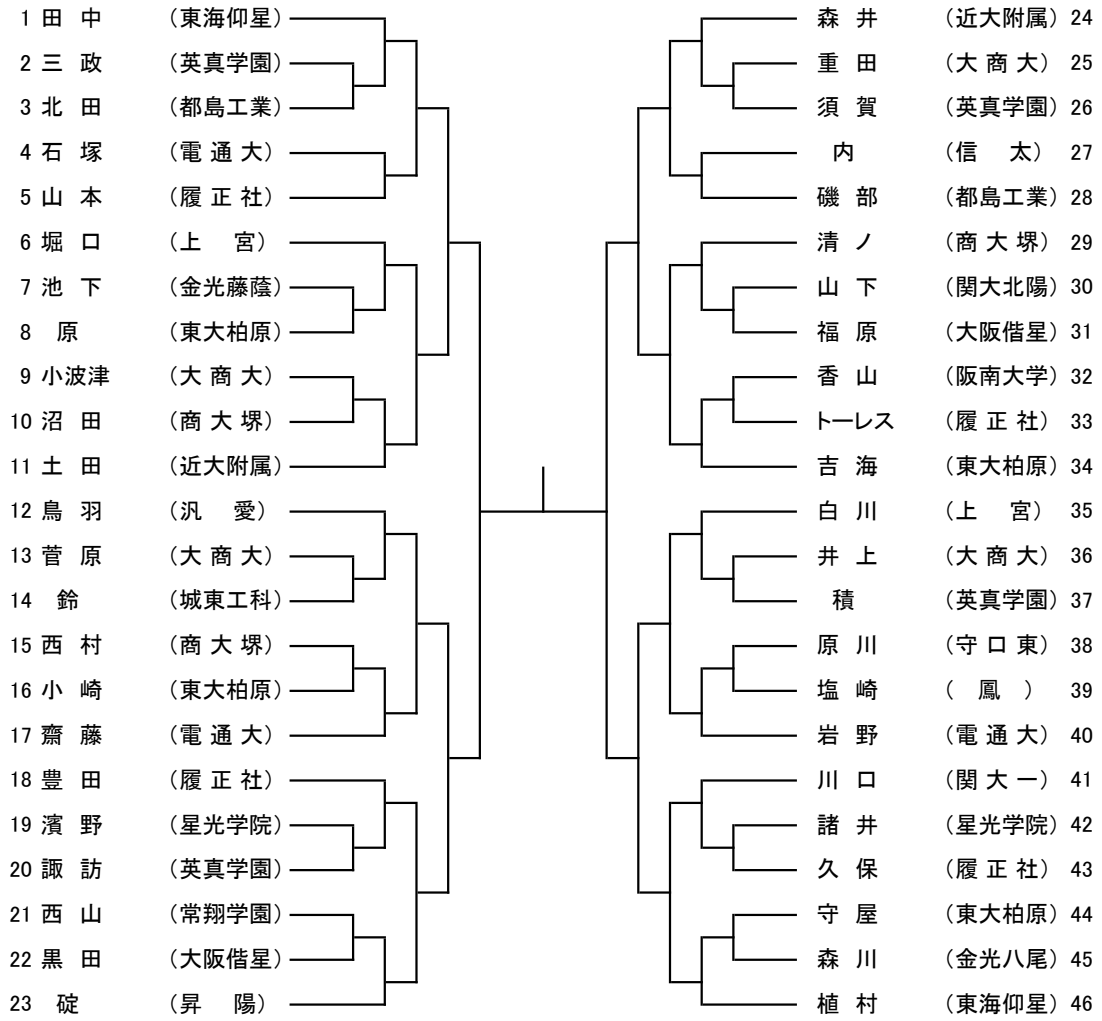 1 田 中 （東海仰星）
2 三 政 （英真学園）
3 北 田 （都島工業）
4 石 塚 （電 通 大）
5 山 本 （履 正 社）
6 堀 口 （上 宮）
7 池 下 （金光藤蔭）
8 原 （東大柏原）
9 小波津 （大 商 大）
10 沼 田 （商 大 堺）
11 土 田 （近大附属）
12 鳥 羽 （汎 愛）
13 菅 原 （大 商 大）
14 鈴 （城東工科）
15 西 村 （商 大 堺）
16 小 崎 （東大柏原）
17 齋 藤 （電 通 大）
18 豊 田 （履 正 社）
19 濱 野 （星光学院）
20 諏 訪 （英真学園）
21 西 山 （常翔学園）
22 黒 田 （大阪偕星）
23 碇 （昇 陽）
森 井 （近大附属） 24
重 田 （大 商 大） 25
須 賀 （英真学園） 26
内 （信 太） 27
磯 部 （都島工業） 28
清 ノ （商 大 堺） 29
山 下 （関大北陽） 30
福 原 （大阪偕星） 31
香 山 （阪南大学） 32
トーレス （履 正 社） 33
吉 海 （東大柏原） 34
白 川 （上 宮） 35
井 上 （大 商 大） 36
積 （英真学園） 37
原 川 （守 口 東） 38
塩 崎 （ 鳳 ） 39
岩 野 （電 通 大） 40
川 口 （関 大 一） 41
諸 井 （星光学院） 42
久 保 （履 正 社） 43
守 屋 （東大柏原） 44
森 川 （金光八尾） 45
植 村 （東海仰星） 46